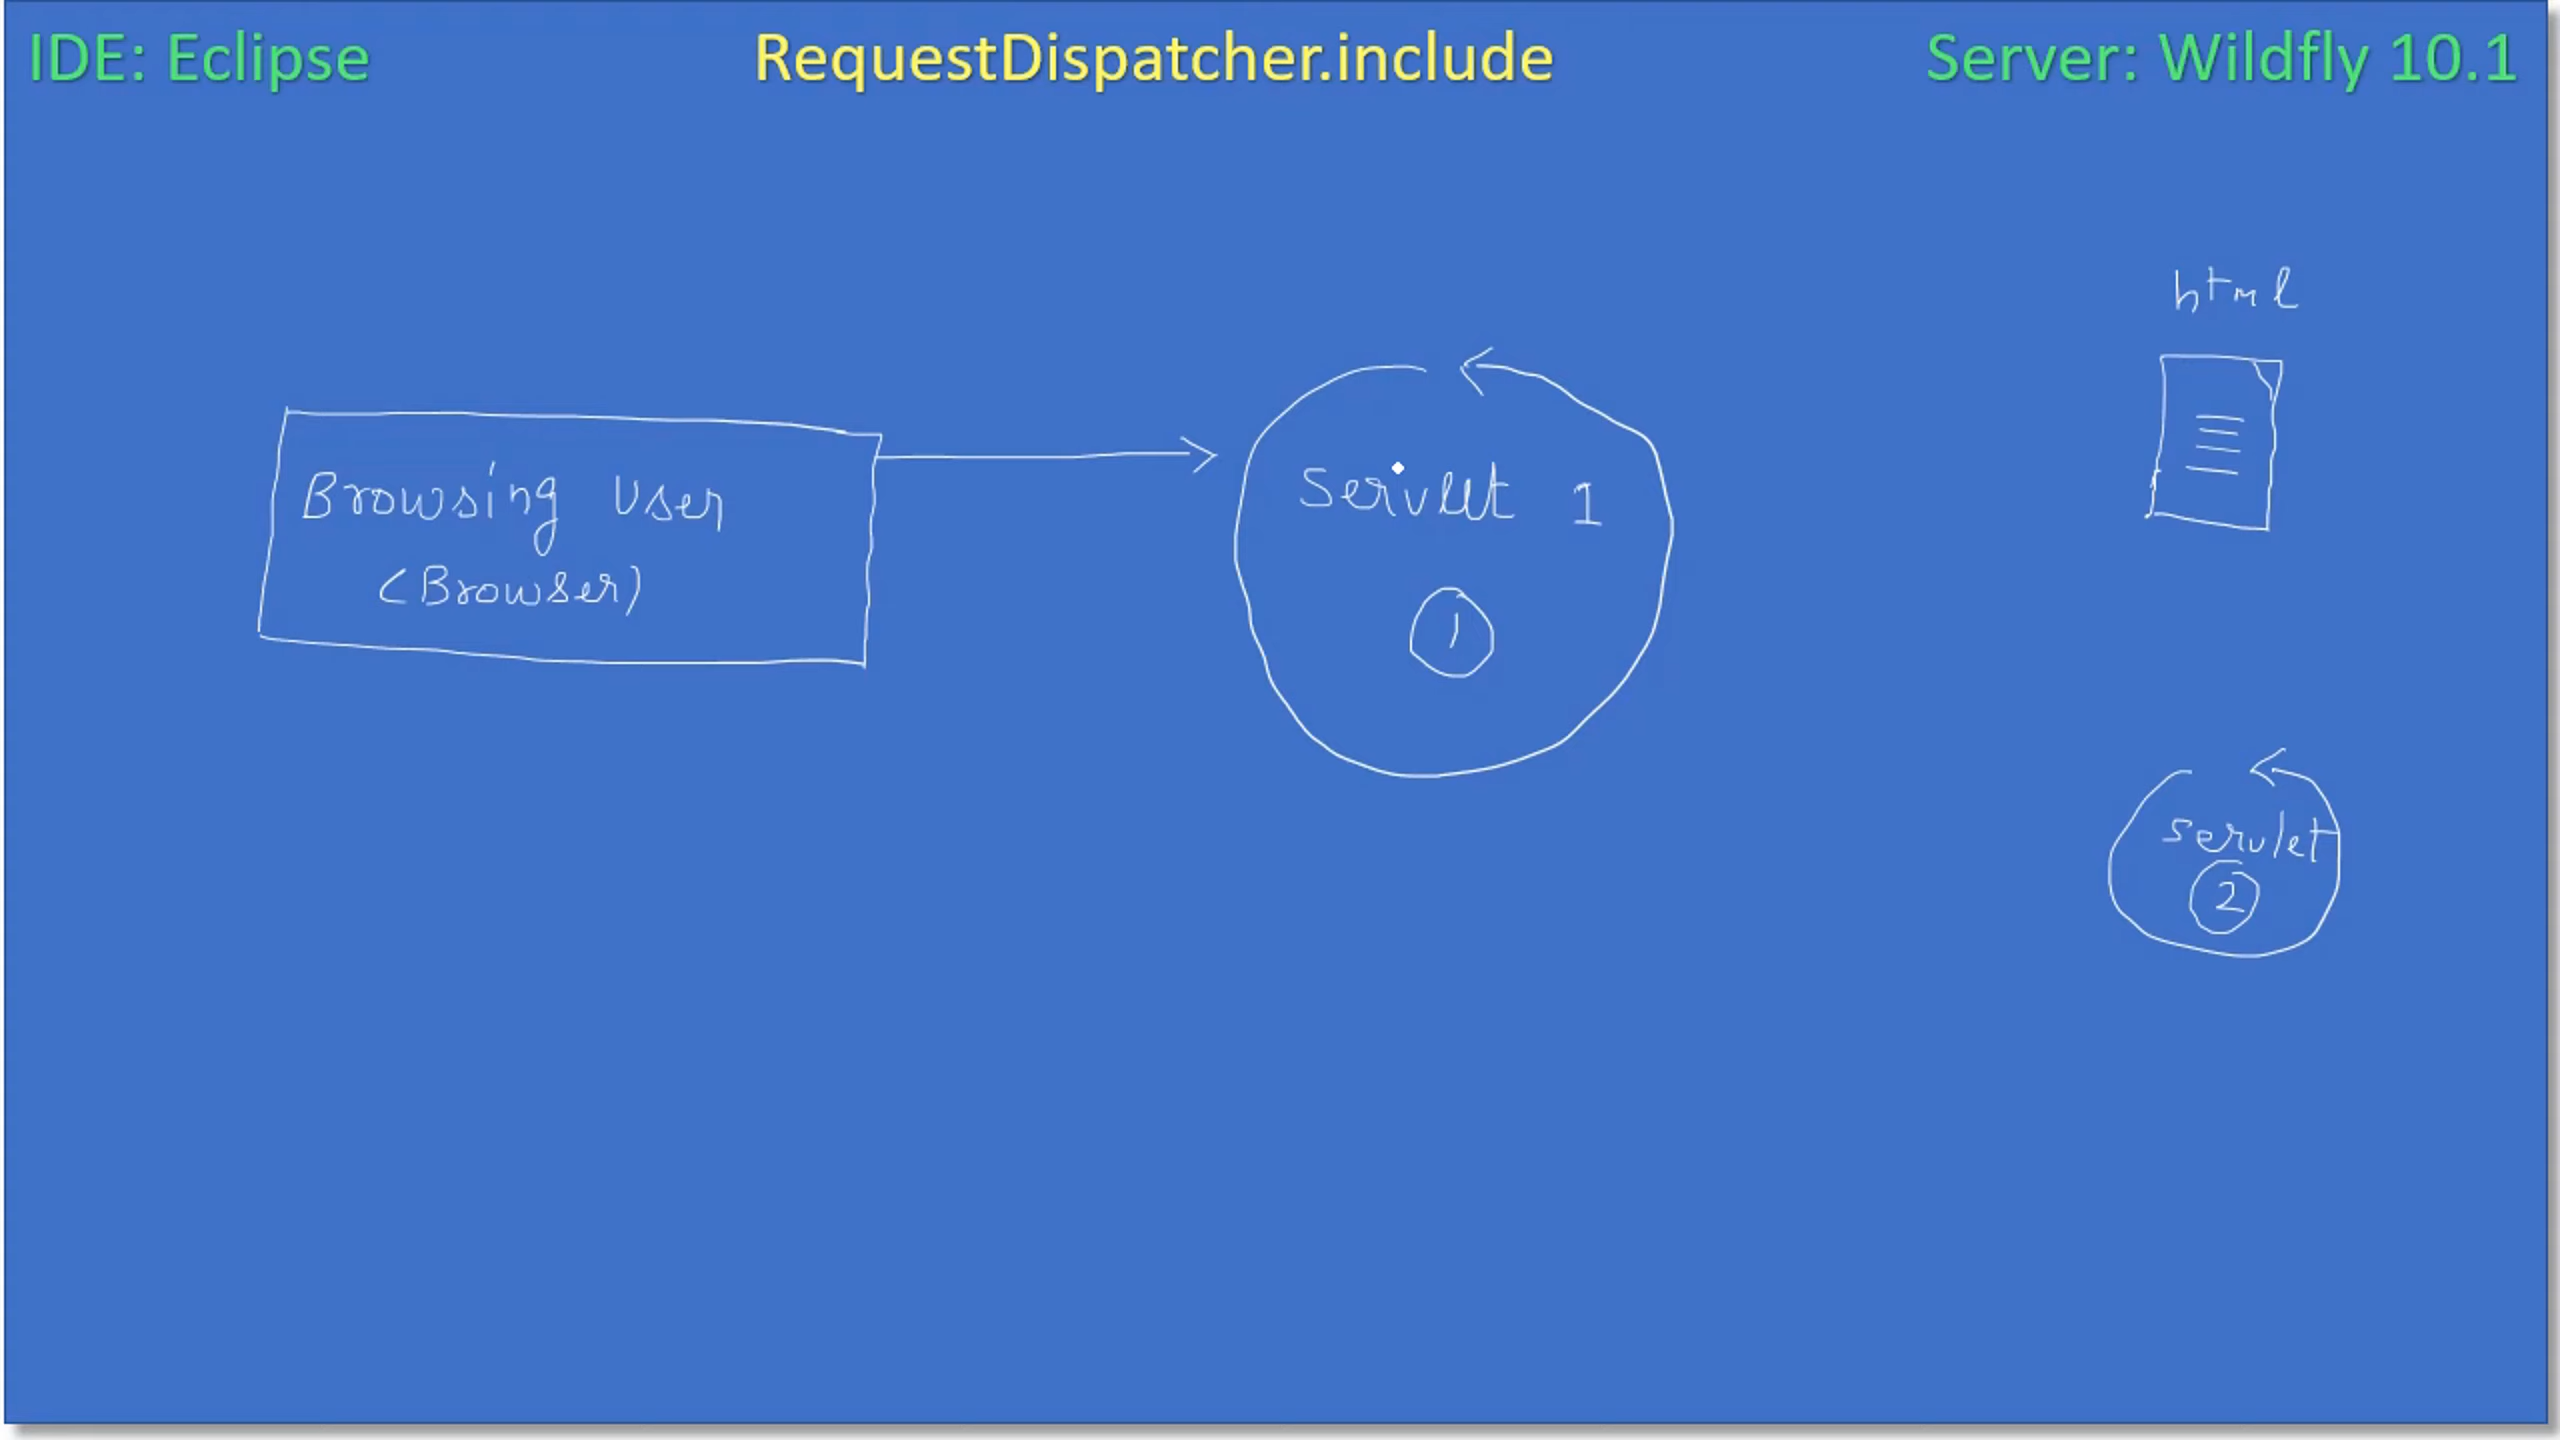 IDE: Eclipse
RequestDispatcher.include
Server: Wildfly 10.1
html
Browsing User
(Browser)
Servlet 1
1
servlet
2